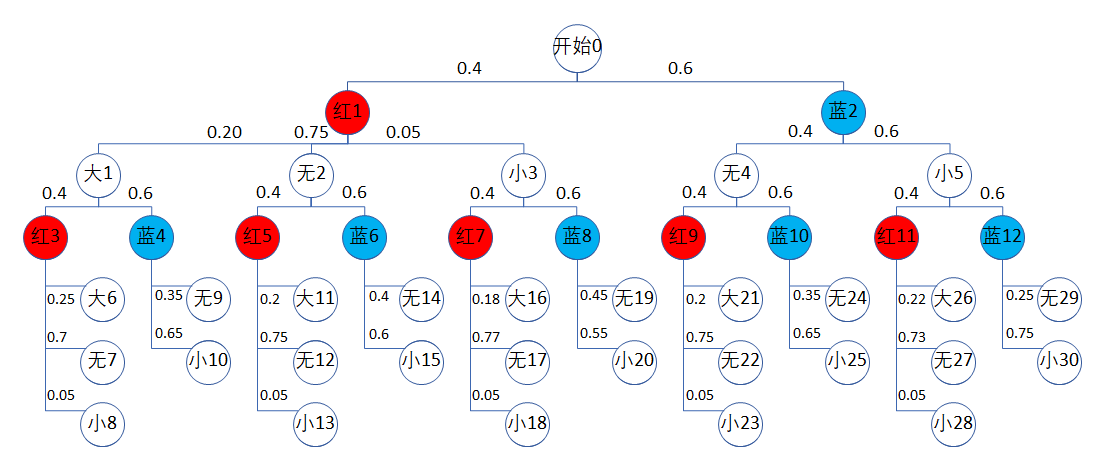 开始0
0.4 0.6
红1 蓝2
0.20 0.75 0.05 0.4 0.6
大1 无2 小3 无4 小5
0.4 0.6 0.4 0.6 0.4 0.6 0.4 0.6 0.4 0.6
红3 蓝4 红5 蓝6 红7 蓝8 红9 蓝10 红11 蓝12
0.25 大6 0.35 无9 0.2 大11 0.4 无14 0.18 大16 0.45 无19 0.2 大21 0.35 无24 0.22 大26 0.25 无29
0.7 无7 0.65 小10 0.75 无12 0.6 小15 0.77 无17 0.55 小20 0.75 无22 0.65 小25 0.73 无27 0.75 小30
0.05 小8 0.05 小13 0.05 小18 0.05 小23 0.05 小28